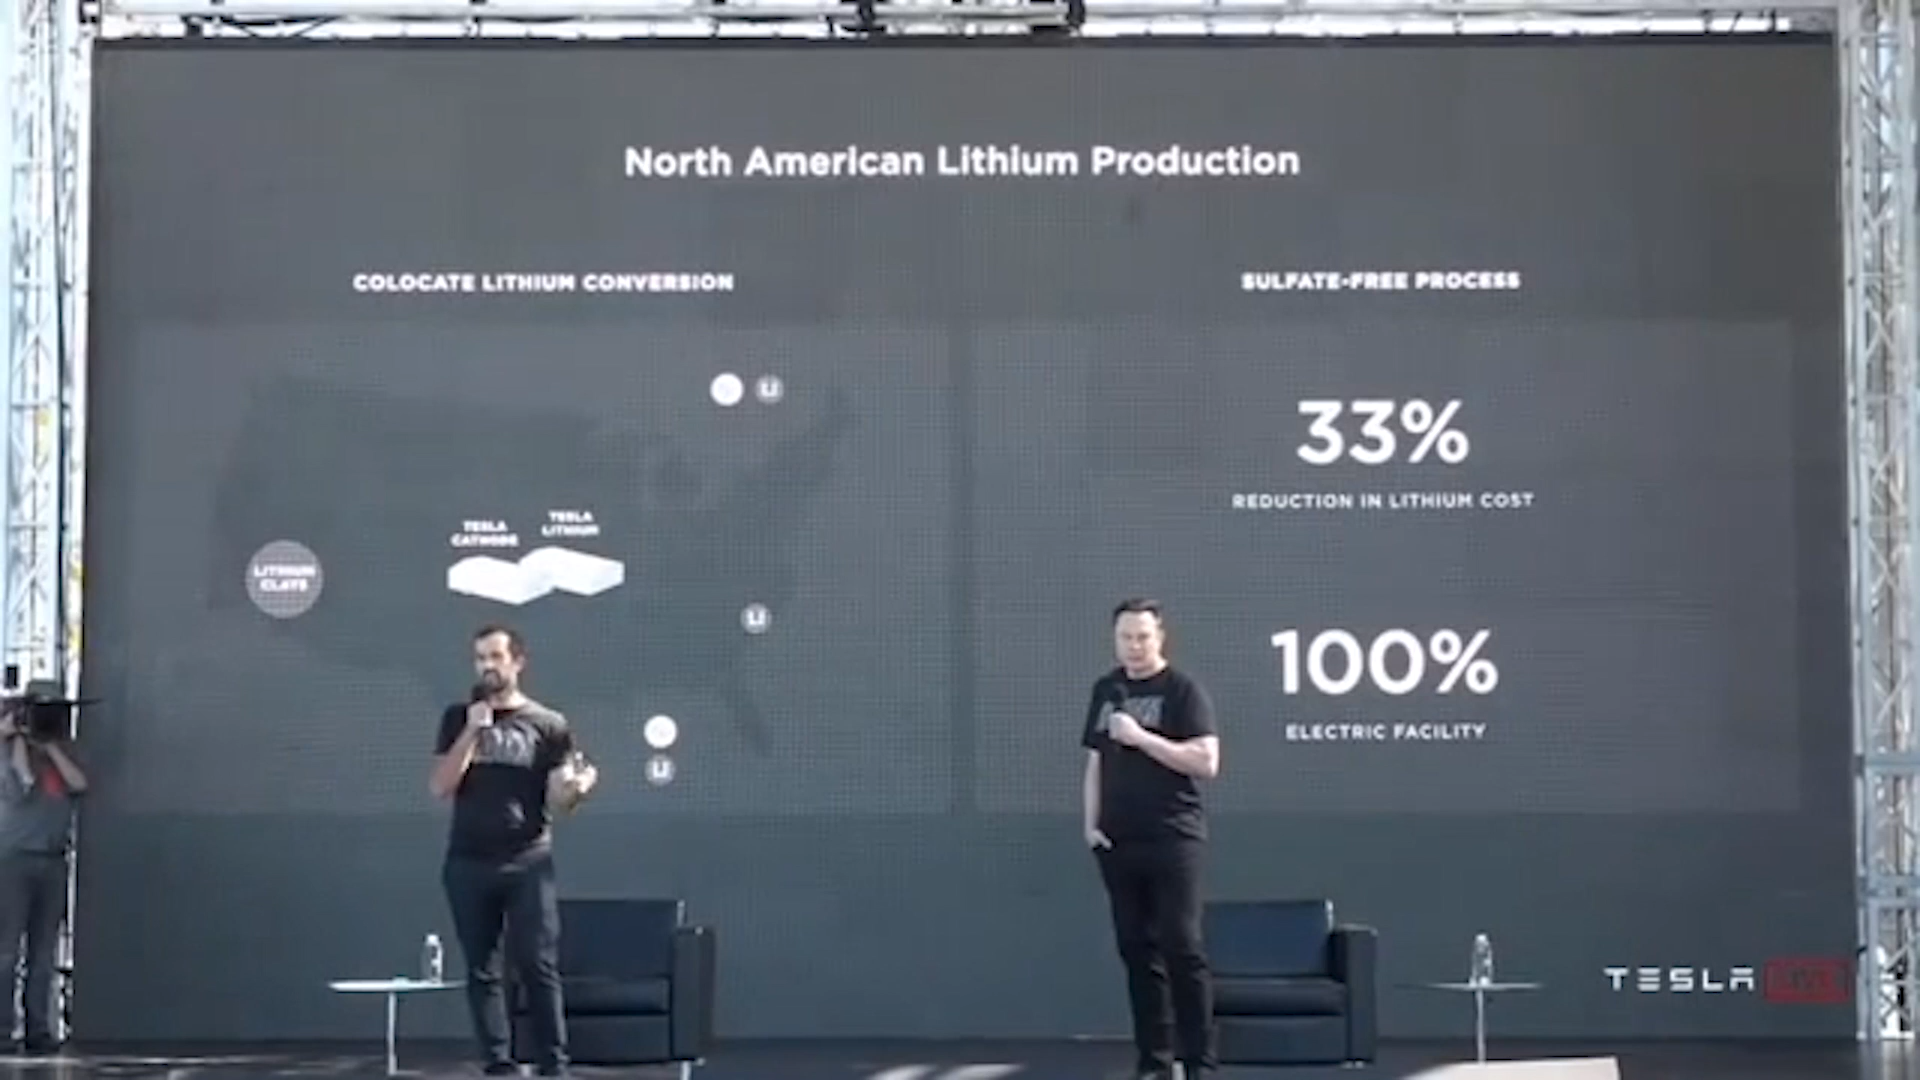 North American Lithium Production
COLOCATE LITHIUM CONVERSION
SULFATE-FREE PROCESS
LI
33%
REDUCTION IN LITHIUM COST
TESLA
CATHODE
TESLA
LITHIUM
LITHIUM
CLAYS
LI
100%
ELECTRIC FACILITY
LI
TESLA LIVE